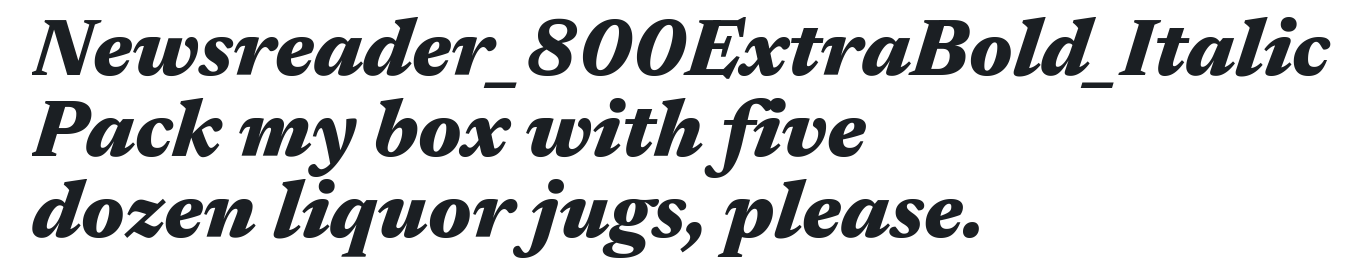 Newsreader_800ExtraBold_Italic
Pack my box with five
dozen liquor jugs, please.